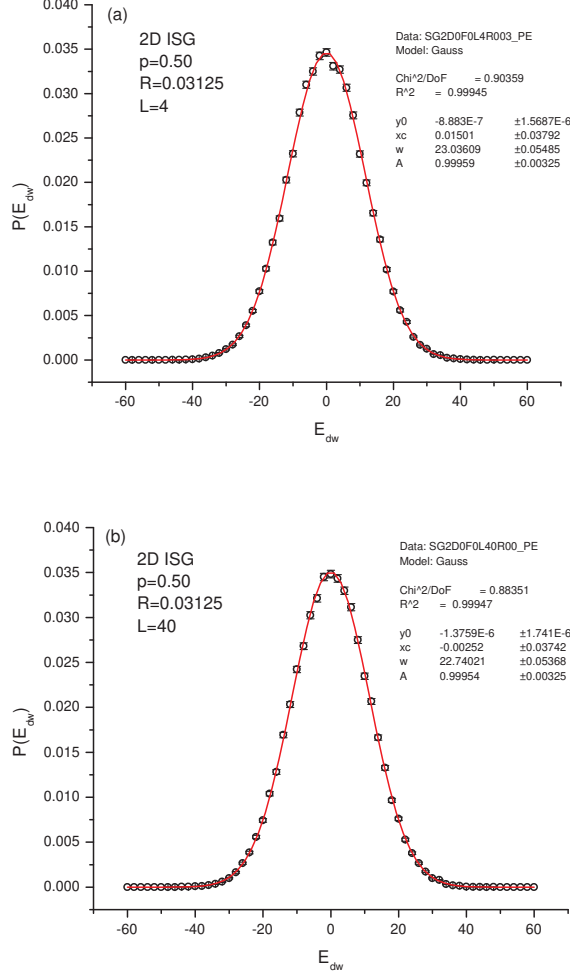 (a)
2D ISG
p=0.50
R=0.03125
L=4
Data: SG2D0F0L4R003_PE
Model: Gauss
Chi^2/DoF = 0.90359
R^2 = 0.99945
y0 -8.883E-7 ±1.5687E-6
xc 0.01501 ±0.03792
w 23.03609 ±0.05485
A 0.99959 ±0.00325
0.040
0.035
0.030
0.025
0.020
0.015
0.010
0.005
0.000
P(E_dw)
-60 -40 -20 0 20 40 60
E_dw
(b)
2D ISG
p=0.50
R=0.03125
L=40
Data: SG2D0F0L40R00_PE
Model: Gauss
Chi^2/DoF = 0.88351
R^2 = 0.99947
y0 -1.3759E-6 ±1.741E-6
xc -0.00252 ±0.03742
w 22.74021 ±0.05368
A 0.99954 ±0.00325
0.040
0.035
0.030
0.025
0.020
0.015
0.010
0.005
0.000
P(E_dw)
-60 -40 -20 0 20 40 60
E_dw